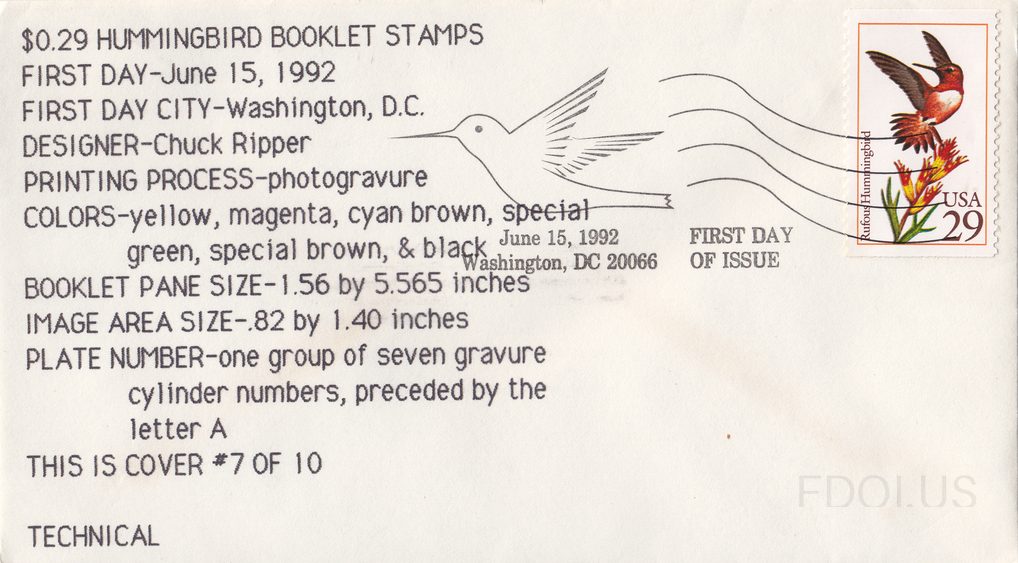 $0.29 HUMMINGBIRD BOOKLET STAMPS
FIRST DAY-June 15, 1992
FIRST DAY CITY-Washington, D.C.
DESIGNER-Chuck Ripper
PRINTING PROCESS-photogravure
COLORS-yellow, magenta, cyan brown, special
green, special brown, & black
BOOKLET PANE SIZE-1.56 by 5.565 inches
IMAGE AREA SIZE-.82 by 1.40 inches
PLATE NUMBER-one group of seven gravure
cylinder numbers, preceded by the
letter A
THIS IS COVER #7 OF 10
TECHNICAL
June 15, 1992
Washington, DC 20066
FIRST DAY
OF ISSUE
Rufous Hummingbird
USA
29
FDOI.US